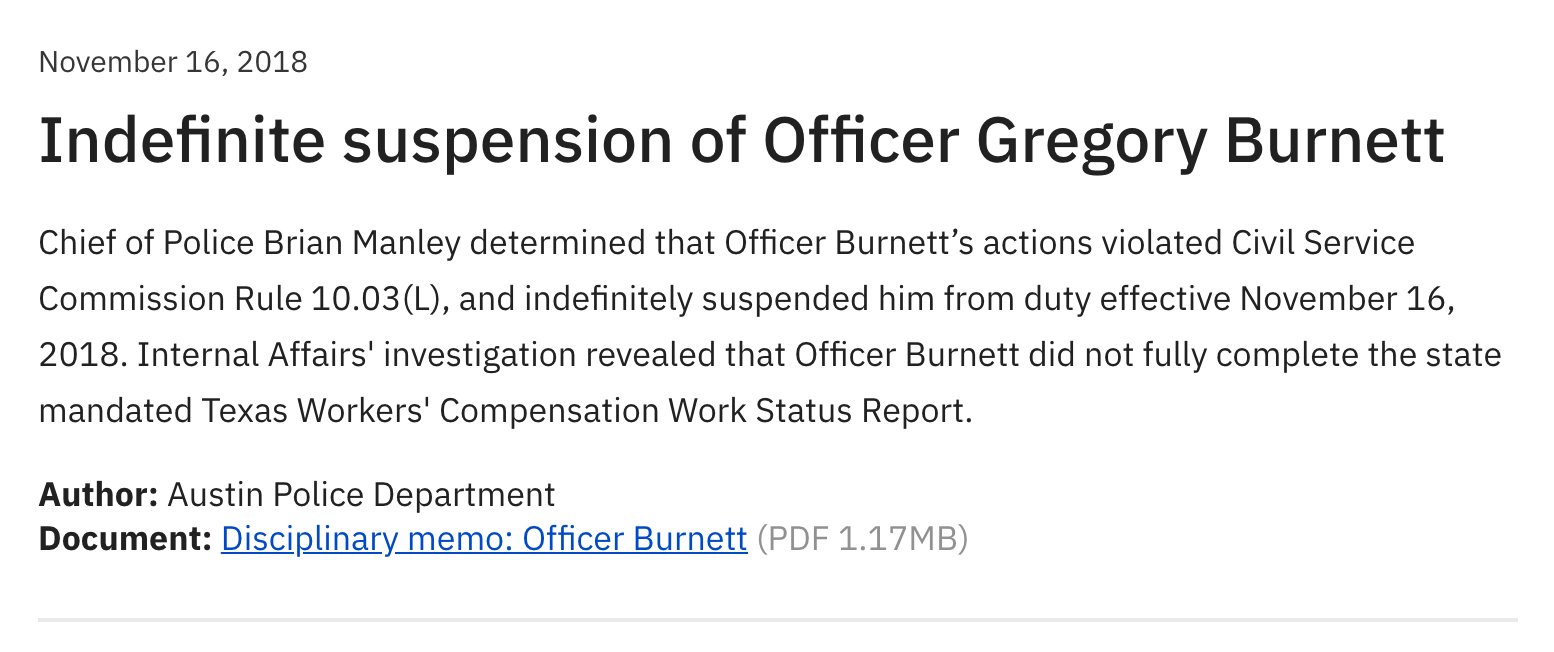 November 16, 2018
Indefinite suspension of Officer Gregory Burnett
Chief of Police Brian Manley determined that Officer Burnett’s actions violated Civil Service
Commission Rule 10.03(L), and indefinitely suspended him from duty effective November 16,
2018. Internal Affairs' investigation revealed that Officer Burnett did not fully complete the state
mandated Texas Workers' Compensation Work Status Report.
Author: Austin Police Department
Document: Disciplinary memo: Officer Burnett (PDF 1.17MB)